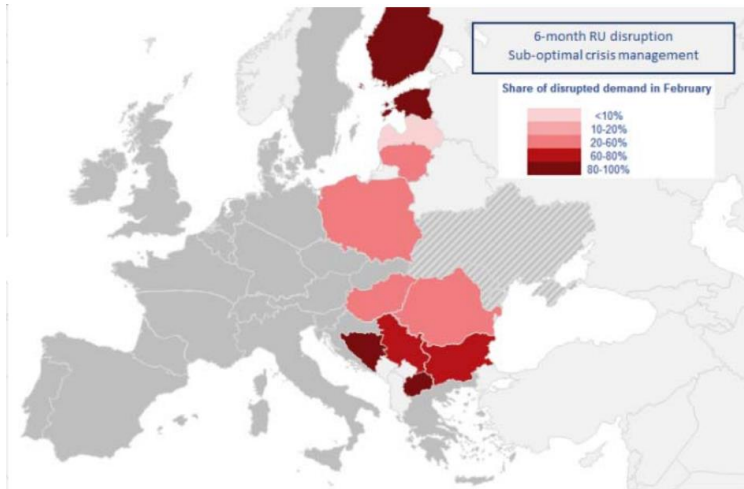 6-month RU disruption
Sub-optimal crisis management
Share of disrupted demand in February
<10%
10-20%
20-60%
60-80%
80-100%